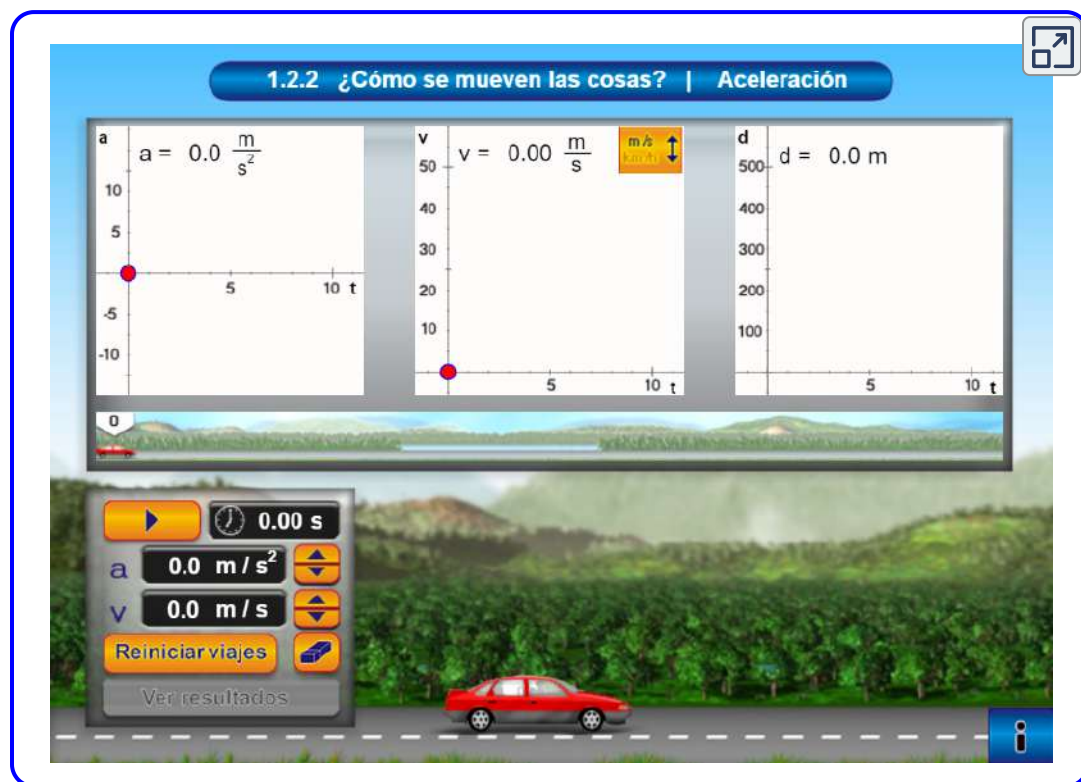 1.2.2 ¿Cómo se mueven las cosas? | Aceleración
a
a = 0.0 m/s²
10
5
-5
-10
5
10 t
v
v = 0.00 m/s
m/s
km/h
50
40
30
20
10
5
10 t
d
d = 0.0 m
500
400
300
200
100
5
10 t
0
0.00 s
a 0.0 m/s²
v 0.0 m/s
Reiniciar viajes
Ver resultados
i